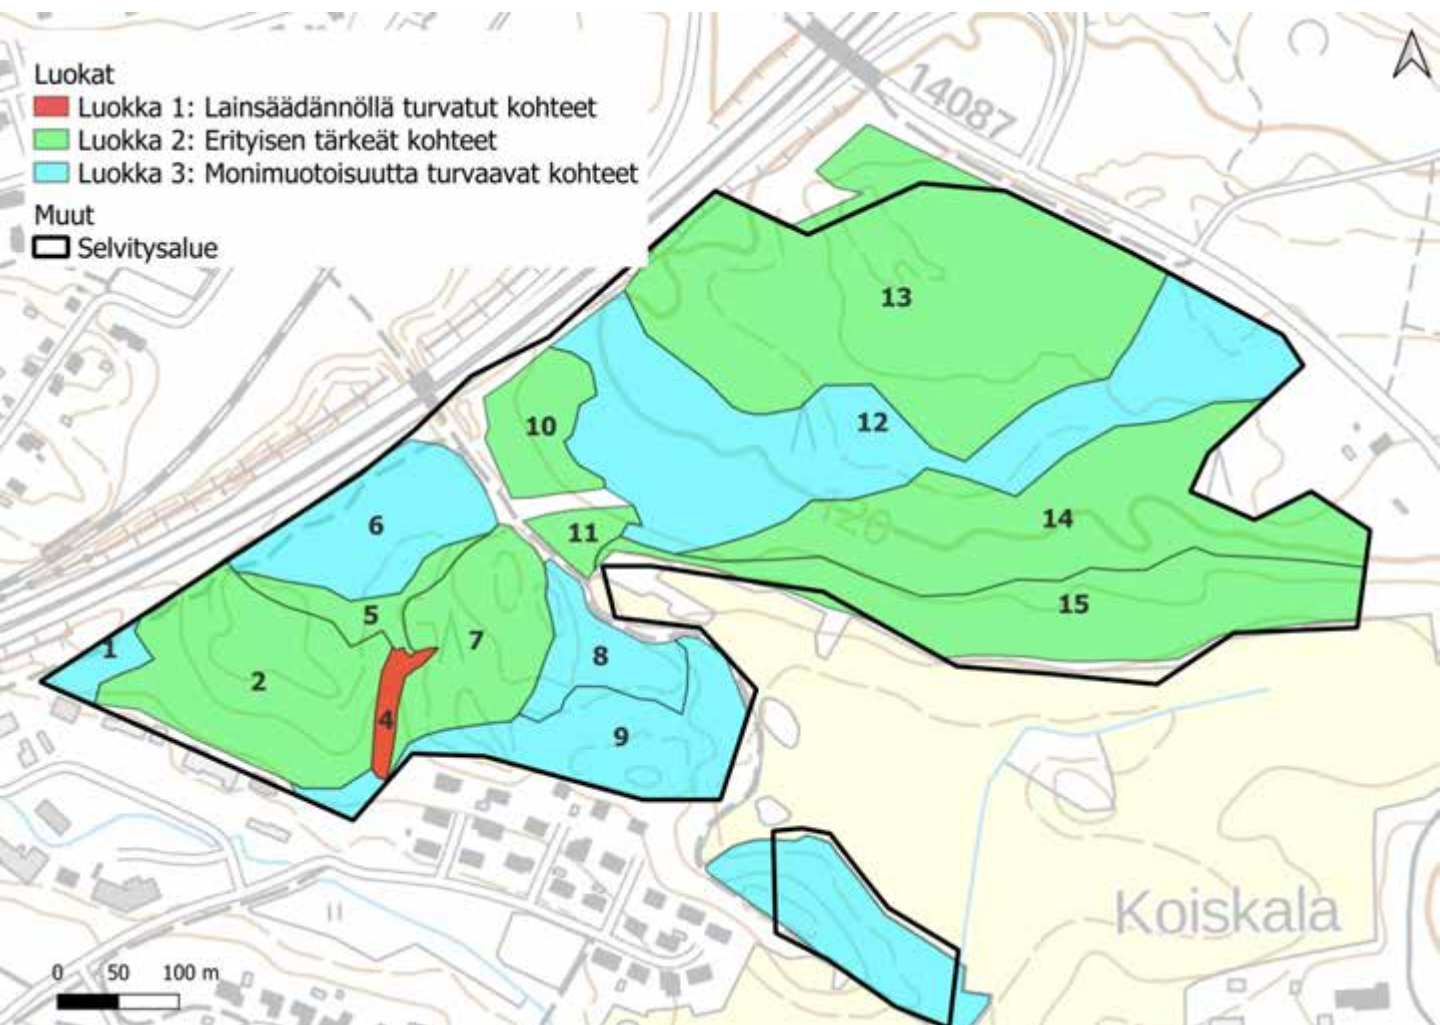 Luokat
Luokka 1: Lainsäädännöllä turvatut kohteet
Luokka 2: Erityisen tärkeät kohteet
Luokka 3: Monimuotoisuutta turvaavat kohteet
Muut
Selvitysalue
14087
13
12
10
11
6
14
120
15
5
7
1
2
8
4
9
Koiskala
0 50 100 m